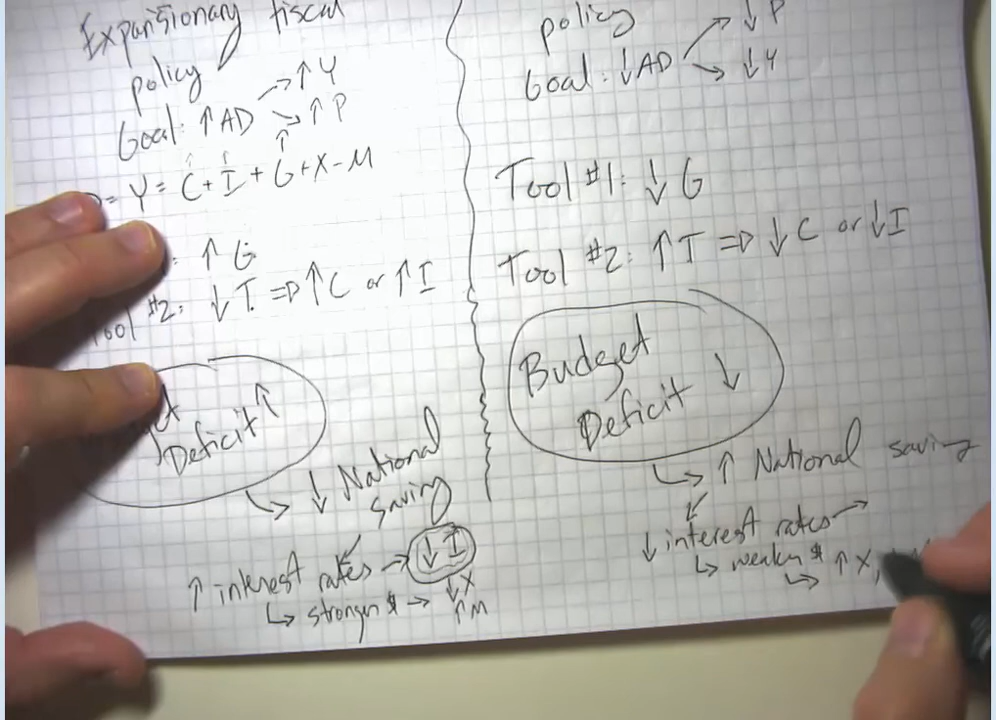 Expansionary fiscal
policy
Goal: ↑ AD → ↑ Y
→ ↑ P
= Y = C + I + G + X - M
: ↑ G
Tool #2: ↓ T ⇒ ↑ C or ↑ I
Deficit ↑
↳ ↓ National
saving
↑ interest rates → ↓ I
↳ stronger $ → ↓ X
↑ M
policy
Goal: ↓ AD → ↓ P
→ ↓ Y
Tool #1: ↓ G
Tool #2: ↑ T ⇒ ↓ C or ↓ I
Budget
Deficit ↓
↳ ↑ National saving
↓ interest rates →
↳ weaker $
↳ ↑ X,